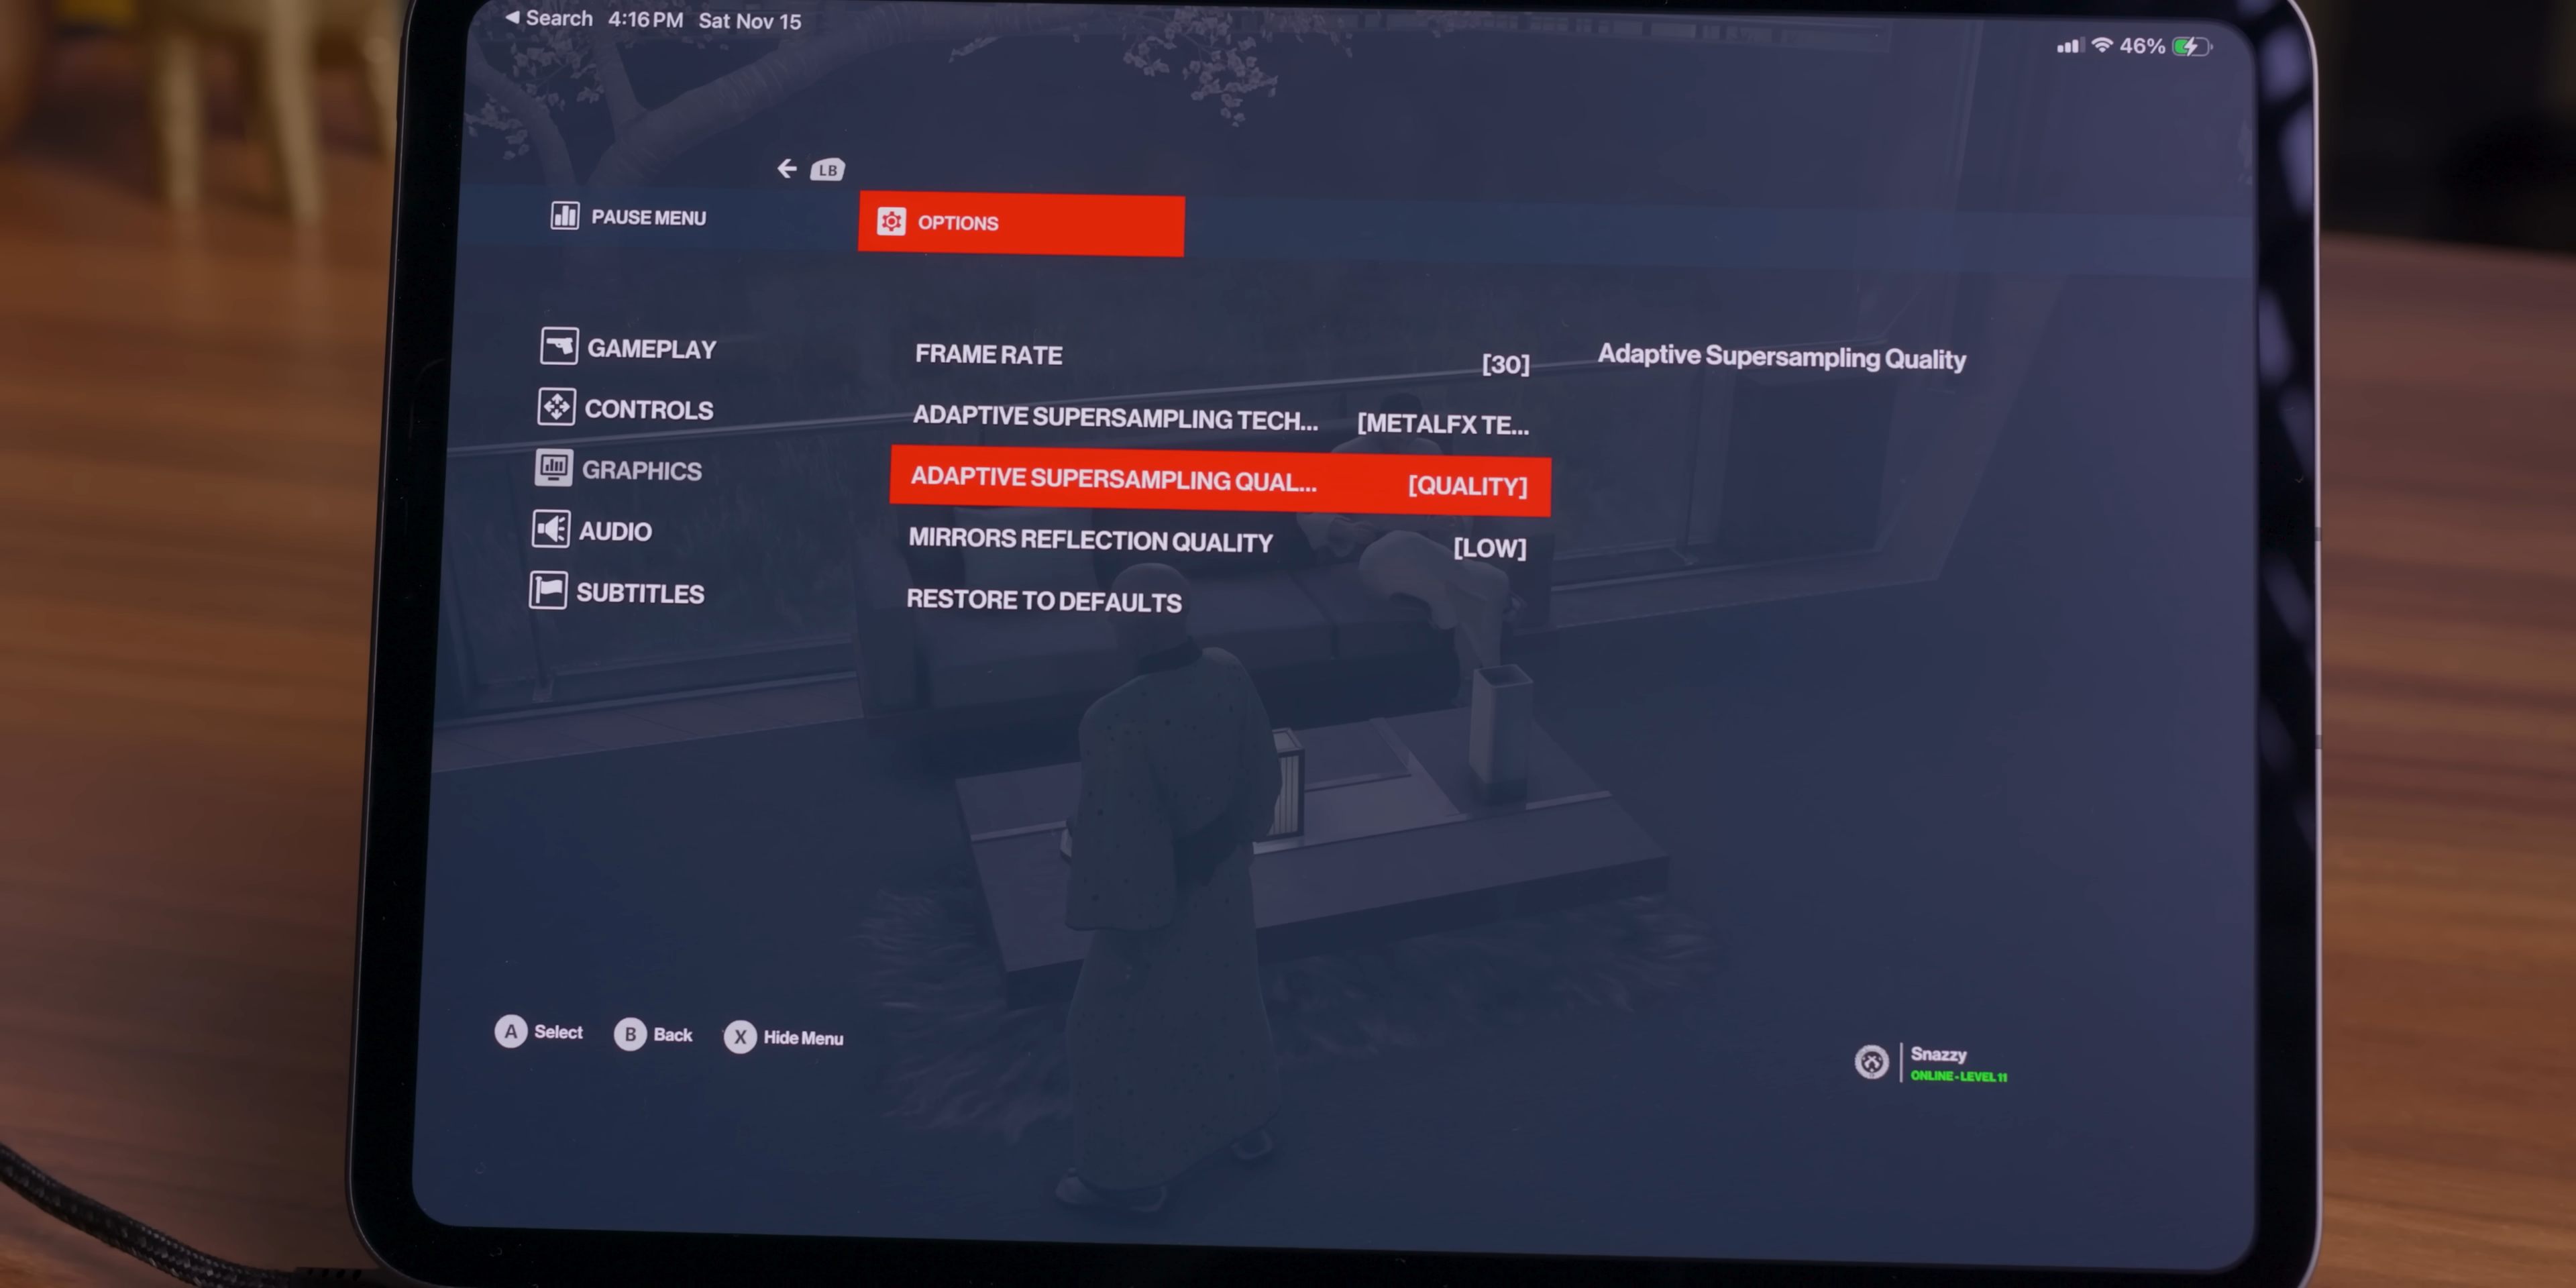 ◀ Search 4:16 PM Sat Nov 15
46%
← LB
PAUSE MENU
OPTIONS
GAMEPLAY
CONTROLS
GRAPHICS
AUDIO
SUBTITLES
FRAME RATE [30]
ADAPTIVE SUPERSAMPLING TECH... [METALFX TE...
ADAPTIVE SUPERSAMPLING QUAL... [QUALITY]
MIRRORS REFLECTION QUALITY [LOW]
RESTORE TO DEFAULTS
Adaptive Supersampling Quality
A Select B Back X Hide Menu
Snazzy
ONLINE - LEVEL 11